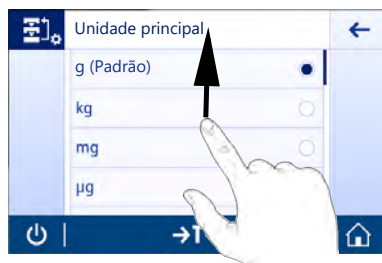 Unidade principal
g (Padrão)
kg
mg
µg
→T